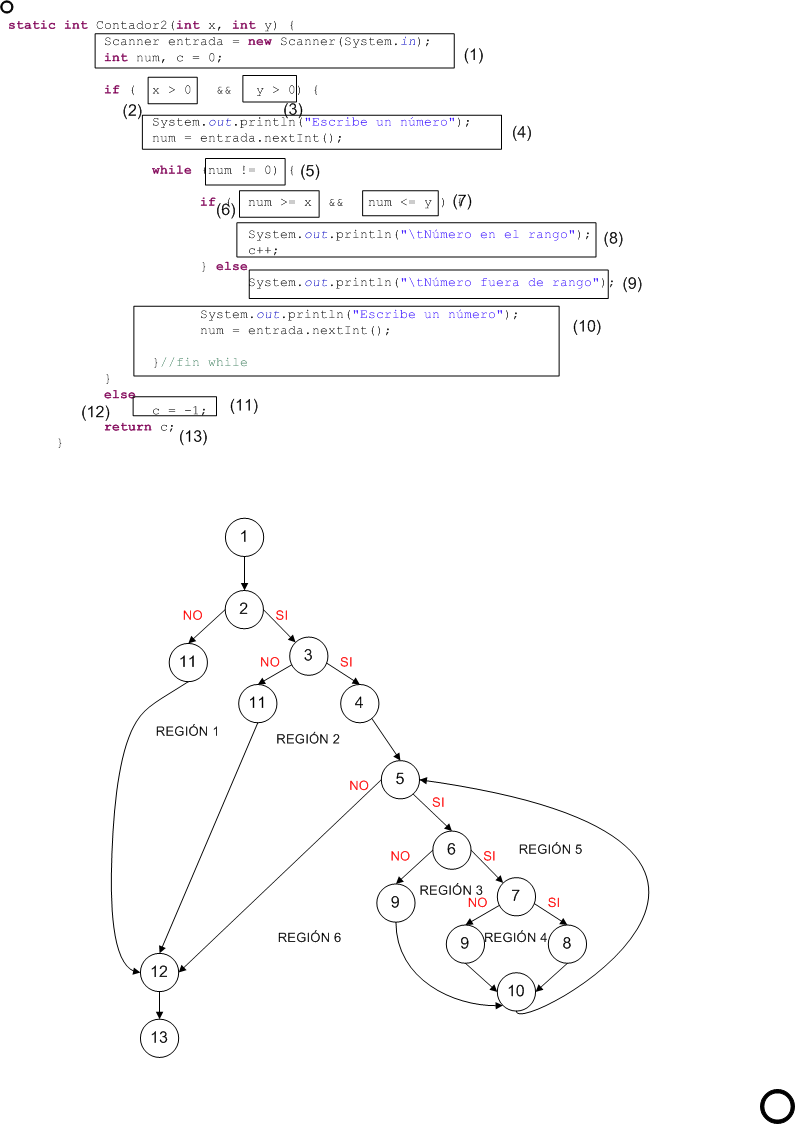 static int Contador2(int x, int y) {
Scanner entrada = new Scanner(System.in);
int num, c = 0;
(1)
if ( x > 0 && y > 0) {
(2) (3)
System.out.println("Escribe un número");
num = entrada.nextInt();
(4)
while (num != 0) { (5)
if ( num >= x && num <= y ) {
(6) (7)
System.out.println("\tNúmero en el rango");
c++;
(8)
} else
System.out.println("\tNúmero fuera de rango"); (9)
System.out.println("Escribe un número");
num = entrada.nextInt();
(10)
}//fin while
}
else
c = -1;
(12) (11)
return c;
(13)
}
1
2
NO SI
3
11
NO SI
11
4
REGIÓN 1
REGIÓN 2
5
NO
SI
6
REGIÓN 5
NO SI
REGIÓN 3
7
9
NO SI
REGIÓN 6
9
REGIÓN 4
8
12
10
13